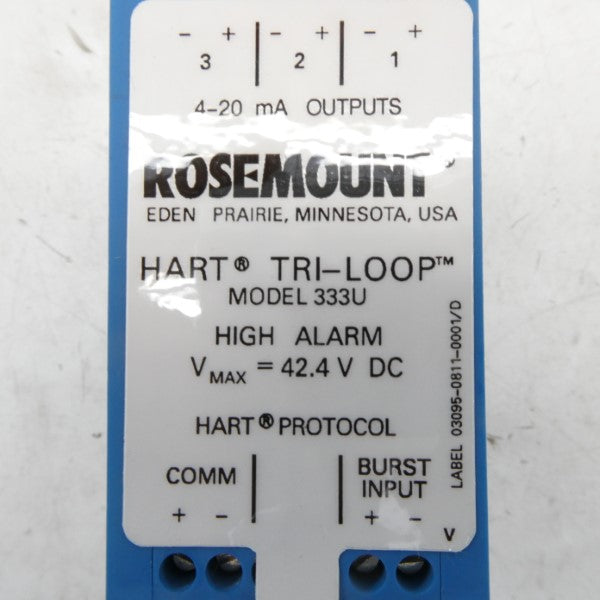 - + - + - +
3 2 1
4-20 mA OUTPUTS
ROSEMOUNT®
EDEN PRAIRIE, MINNESOTA, USA
HART® TRI-LOOP™
MODEL 333U
HIGH ALARM
VMAX = 42.4 V DC
HART® PROTOCOL
COMM BURST INPUT
+ - + -
V
LABEL 03095-0811-0001/D